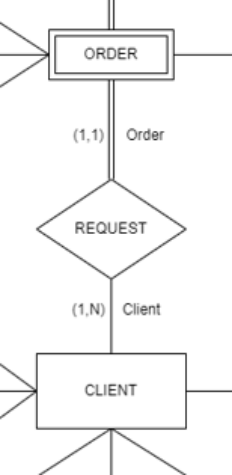 ORDER
(1,1) Order
REQUEST
(1,N) Client
CLIENT